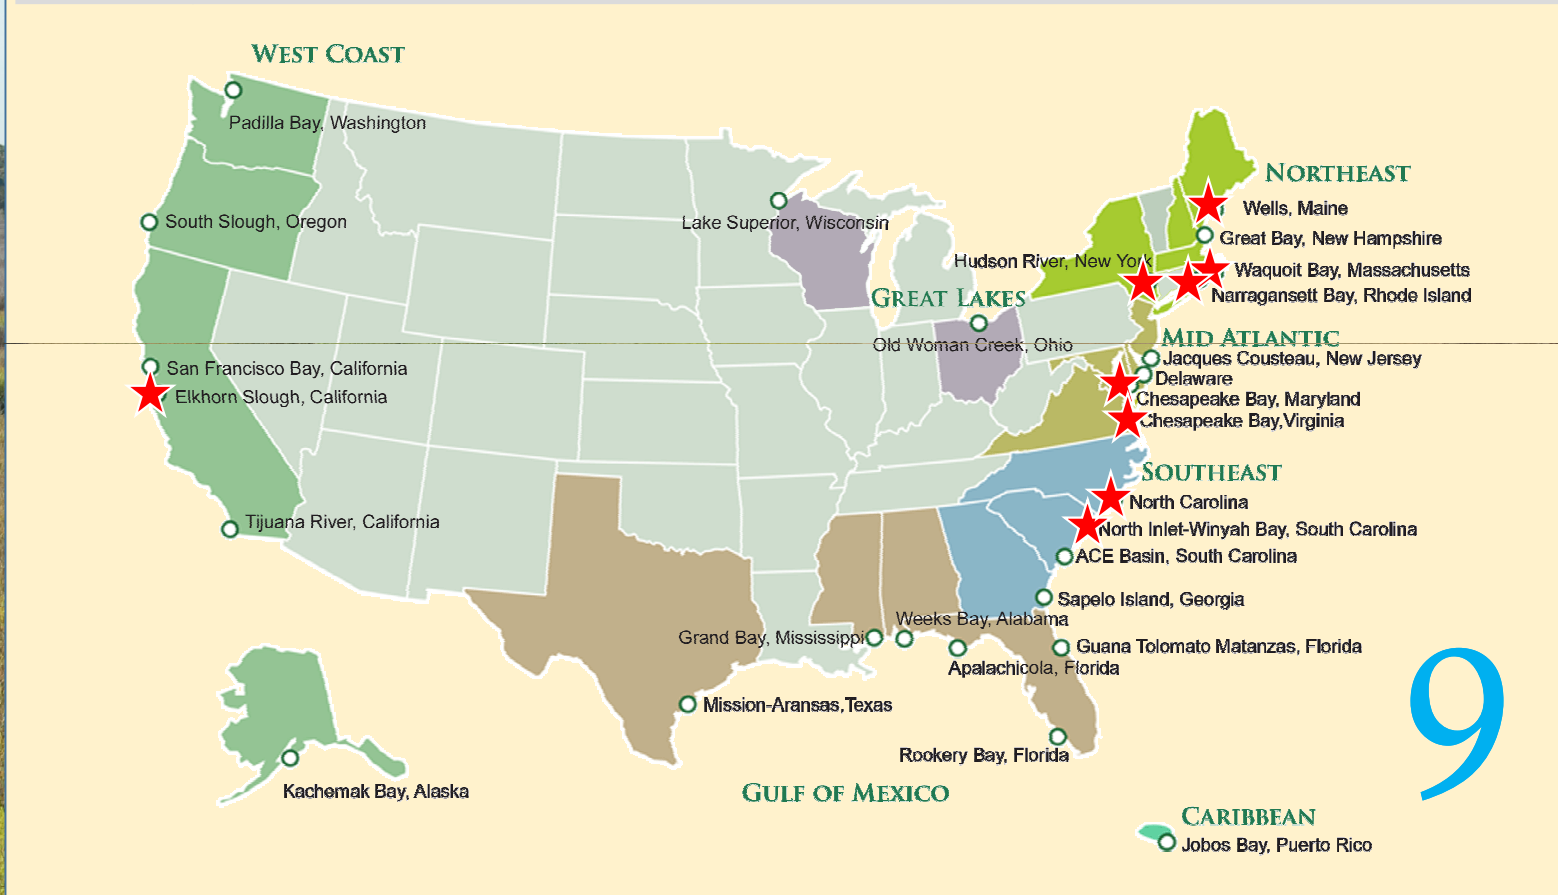 WEST COAST
Padilla Bay, Washington
NORTHEAST
Wells, Maine
South Slough, Oregon
Lake Superior, Wisconsin
Great Bay, New Hampshire
Hudson River, New York
Waquoit Bay, Massachusetts
GREAT LAKES
Narragansett Bay, Rhode Island
MID ATLANTIC
Old Woman Creek, Ohio
Jacques Cousteau, New Jersey
San Francisco Bay, California
Delaware
Elkhorn Slough, California
Chesapeake Bay, Maryland
Chesapeake Bay,Virginia
SOUTHEAST
North Carolina
Tijuana River, California
North Inlet-Winyah Bay, South Carolina
ACE Basin, South Carolina
Sapelo Island, Georgia
Weeks Bay, Alabama
Grand Bay, Mississippi
Guana Tolomato Matanzas, Florida
Apalachicola, Florida
Mission-Aransas,Texas
9
Rookery Bay, Florida
Kachemak Bay, Alaska
GULF OF MEXICO
CARIBBEAN
Jobos Bay, Puerto Rico